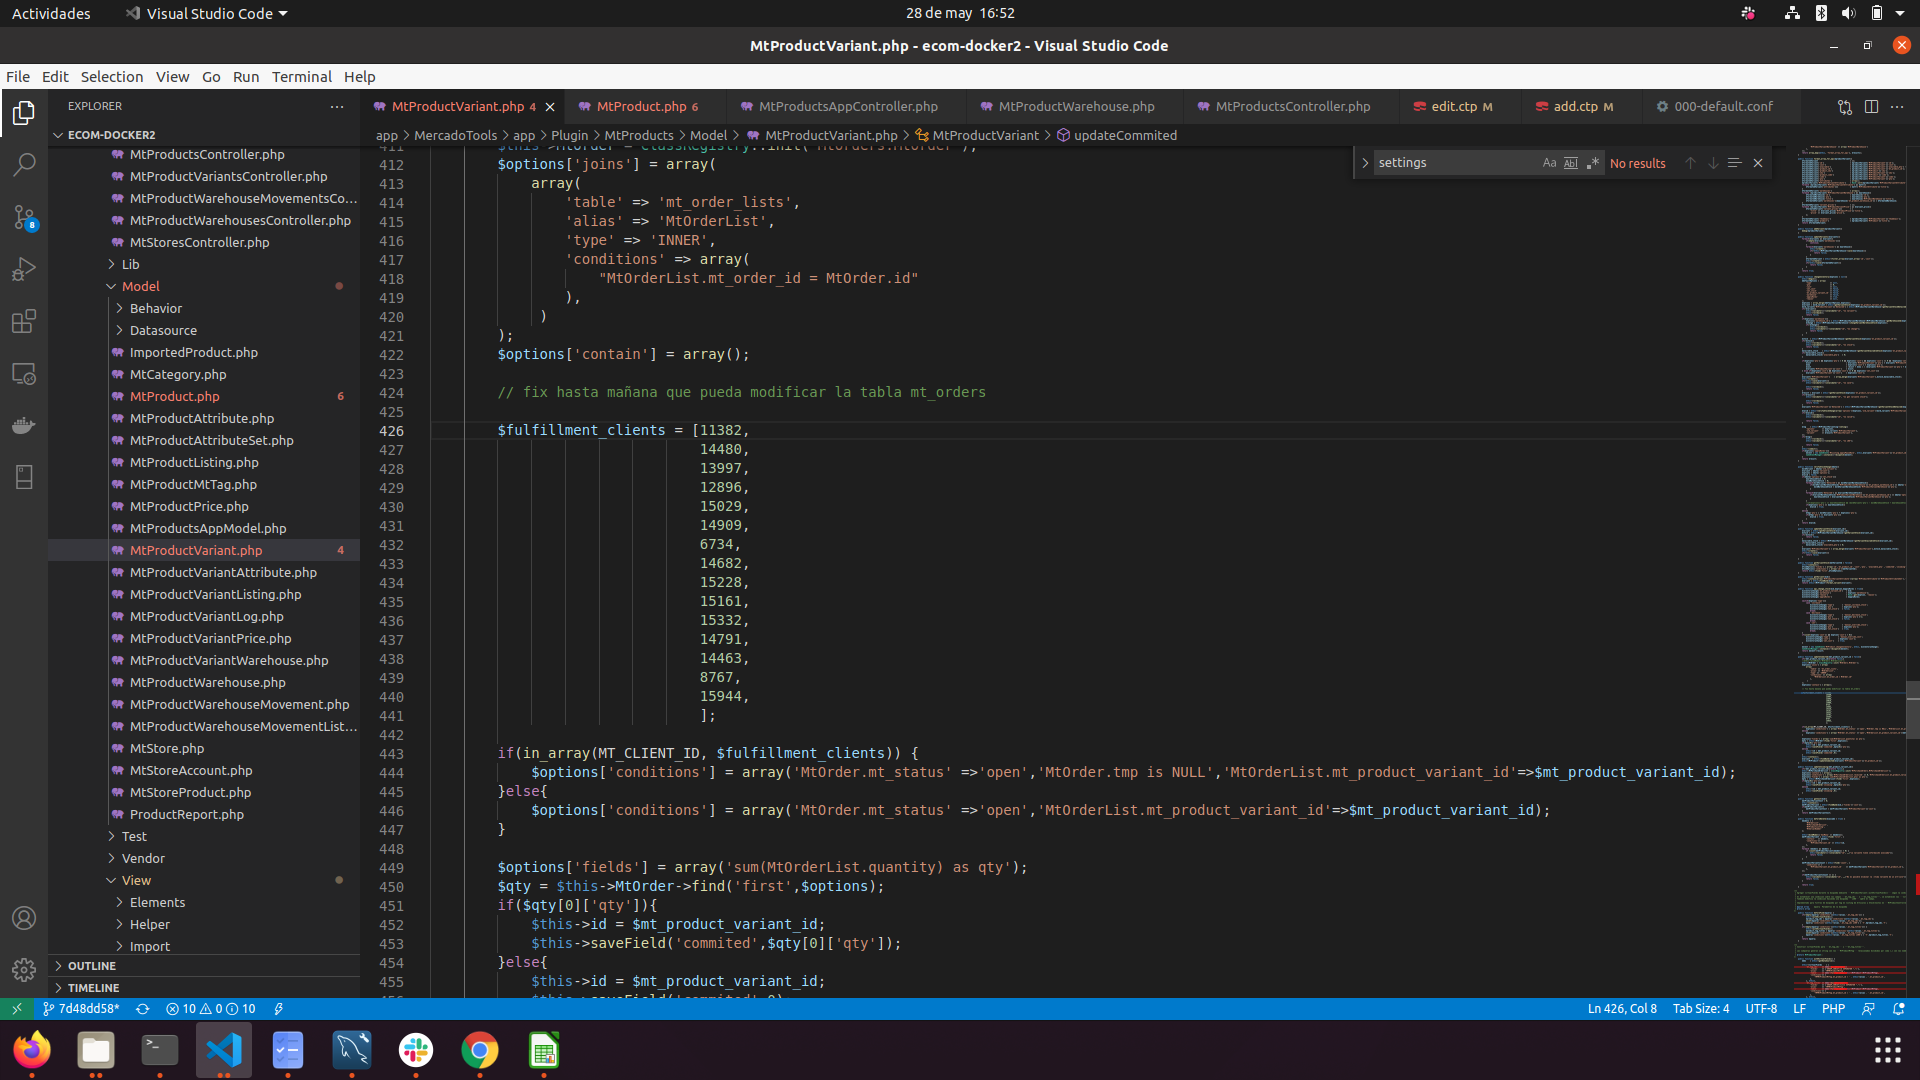 Actividades
Visual Studio Code
28 de may 16:52
MtProductVariant.php - ecom-docker2 - Visual Studio Code
File Edit Selection View Go Run Terminal Help
EXPLORER
ECOM-DOCKER2
MtProductsController.php
MtProductVariantsController.php
MtProductWarehouseMovementsCo...
MtProductWarehousesController.php
MtStoresController.php
Lib
Model
Behavior
Datasource
ImportedProduct.php
MtCategory.php
MtProduct.php 6
MtProductAttribute.php
MtProductAttributeSet.php
MtProductListing.php
MtProductMtTag.php
MtProductPrice.php
MtProductsAppModel.php
MtProductVariant.php 4
MtProductVariantAttribute.php
MtProductVariantListing.php
MtProductVariantLog.php
MtProductVariantPrice.php
MtProductVariantWarehouse.php
MtProductWarehouse.php
MtProductWarehouseMovement.php
MtProductWarehouseMovementList...
MtStore.php
MtStoreAccount.php
MtStoreProduct.php
ProductReport.php
Test
Vendor
View
Elements
Helper
Import
OUTLINE
TIMELINE
8
MtProductVariant.php 4
MtProduct.php 6
MtProductsAppController.php
MtProductWarehouse.php
MtProductsController.php
edit.ctp M
add.ctp M
000-default.conf
app > MercadoTools > app > Plugin > MtProducts > Model > MtProductVariant.php > MtProductVariant > updateCommited
settings
Aa Abl .* No results
411 $this->MtOrder = ClassRegistry::init('MtOrders.MtOrder');
412 $options['joins'] = array(
413 array(
414 'table' => 'mt_order_lists',
415 'alias' => 'MtOrderList',
416 'type' => 'INNER',
417 'conditions' => array(
418 "MtOrderList.mt_order_id = MtOrder.id"
419 ),
420 )
421 );
422 $options['contain'] = array();
423
424 // fix hasta mañana que pueda modificar la tabla mt_orders
425
426 $fulfillment_clients = [11382,
427 14480,
428 13997,
429 12896,
430 15029,
431 14909,
432 6734,
433 14682,
434 15228,
435 15161,
436 15332,
437 14791,
438 14463,
439 8767,
440 15944,
441 ];
442
443 if(in_array(MT_CLIENT_ID, $fulfillment_clients)) {
444 $options['conditions'] = array('MtOrder.mt_status' =>'open','MtOrder.tmp is NULL','MtOrderList.mt_product_variant_id'=>$mt_product_variant_id);
445 }else{
446 $options['conditions'] = array('MtOrder.mt_status' =>'open','MtOrderList.mt_product_variant_id'=>$mt_product_variant_id);
447 }
448
449 $options['fields'] = array('sum(MtOrderList.quantity) as qty');
450 $qty = $this->MtOrder->find('first',$options);
451 if($qty[0]['qty']){
452 $this->id = $mt_product_variant_id;
453 $this->saveField('commited',$qty[0]['qty']);
454 }else{
455 $this->id = $mt_product_variant_id;
7d48dd58* 10 0 10
Ln 426, Col 8 Tab Size: 4 UTF-8 LF PHP